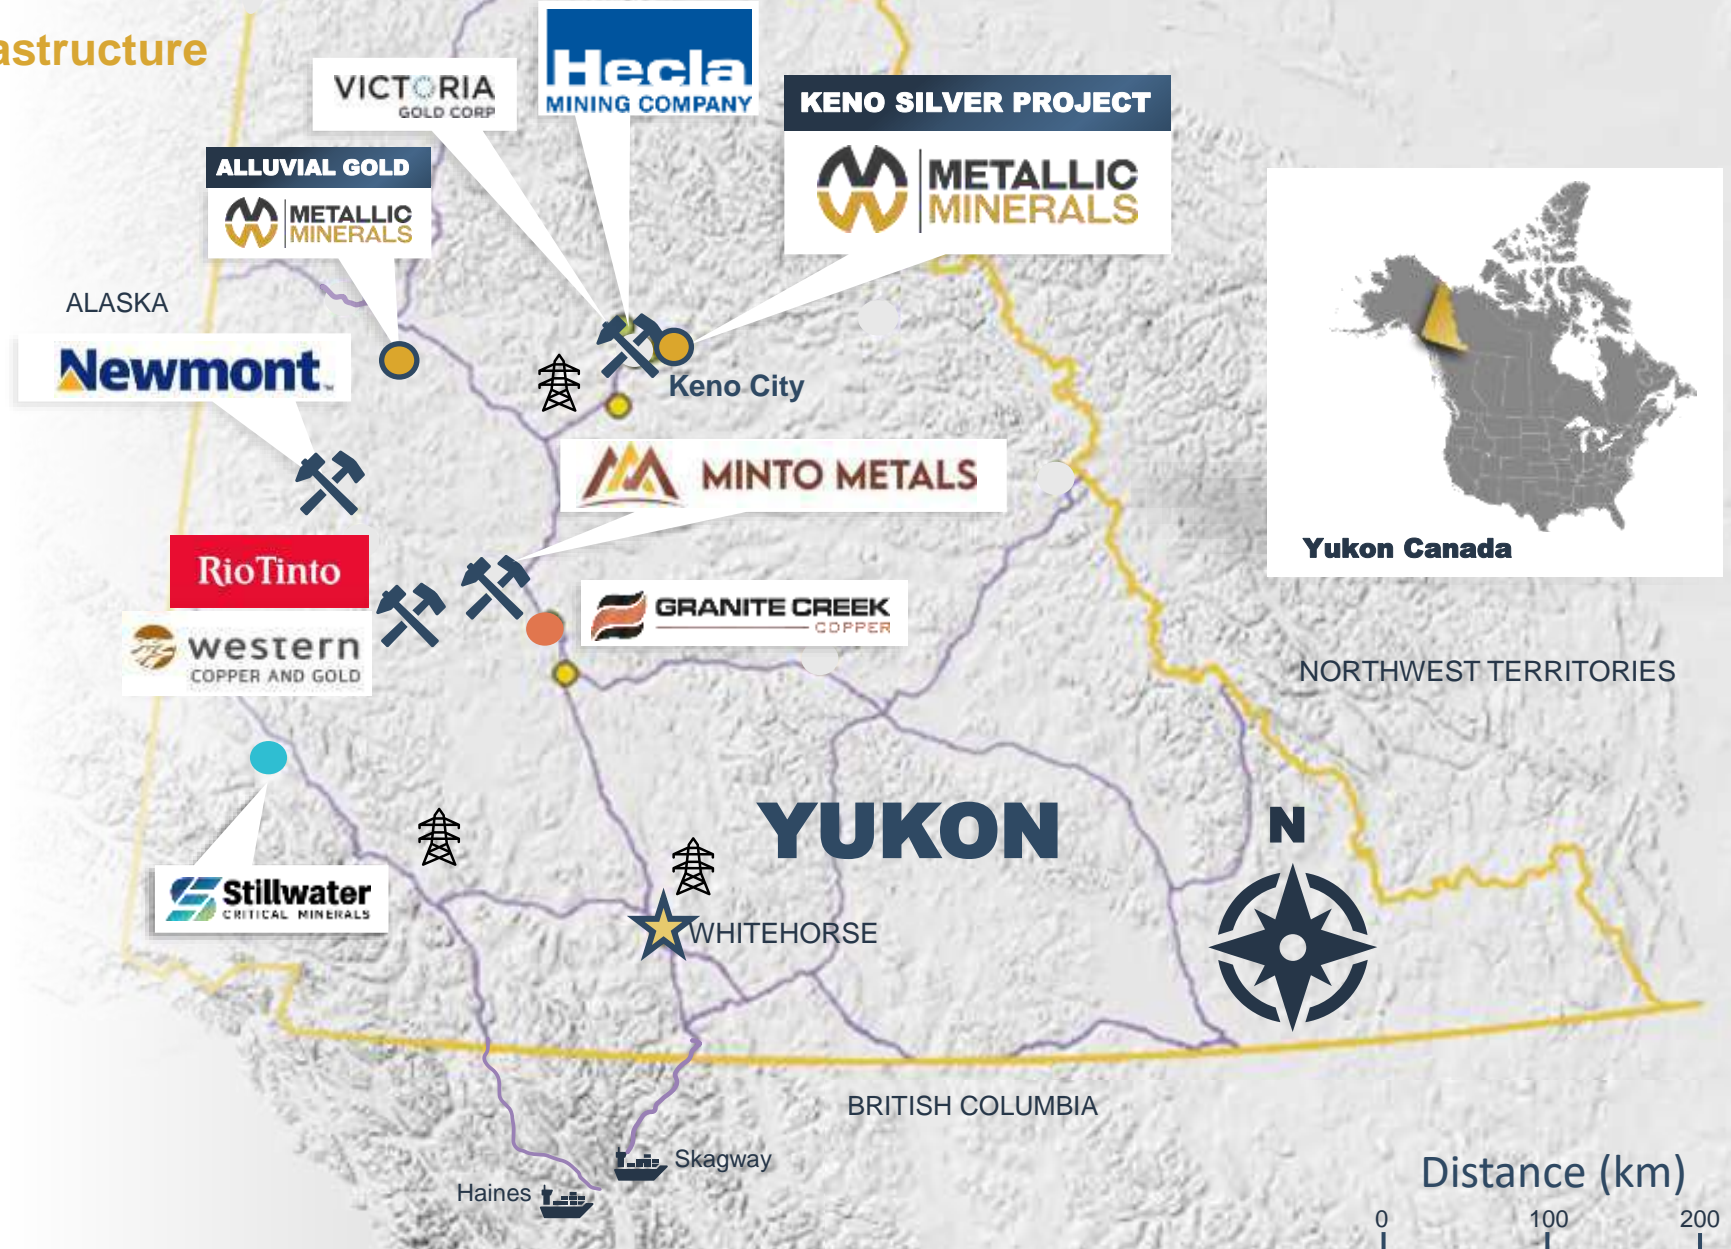 astructure
VICTORIA
GOLD CORP
Hecla
MINING COMPANY
KENO SILVER PROJECT
METALLIC
MINERALS
ALLUVIAL GOLD
METALLIC
MINERALS
ALASKA
Newmont
Keno City
MINTO METALS
RioTinto
western
COPPER AND GOLD
GRANITE CREEK
COPPER
Yukon Canada
NORTHWEST TERRITORIES
YUKON
N
Stillwater
CRITICAL MINERALS
WHITEHORSE
BRITISH COLUMBIA
Skagway
Haines
Distance (km)
0 100 200